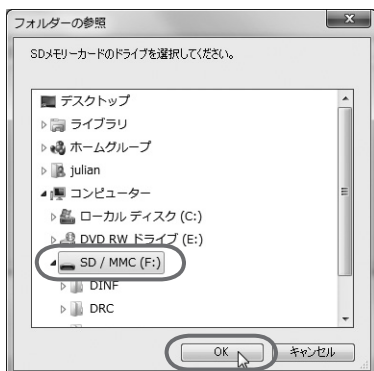 フォルダーの参照
SDメモリーカードのドライブを選択してください。
デスクトップ
ライブラリ
ホームグループ
julian
コンピューター
ローカル ディスク (C:)
DVD RW ドライブ (E:)
SD / MMC (F:)
DINF
DRC
OK
キャンセル